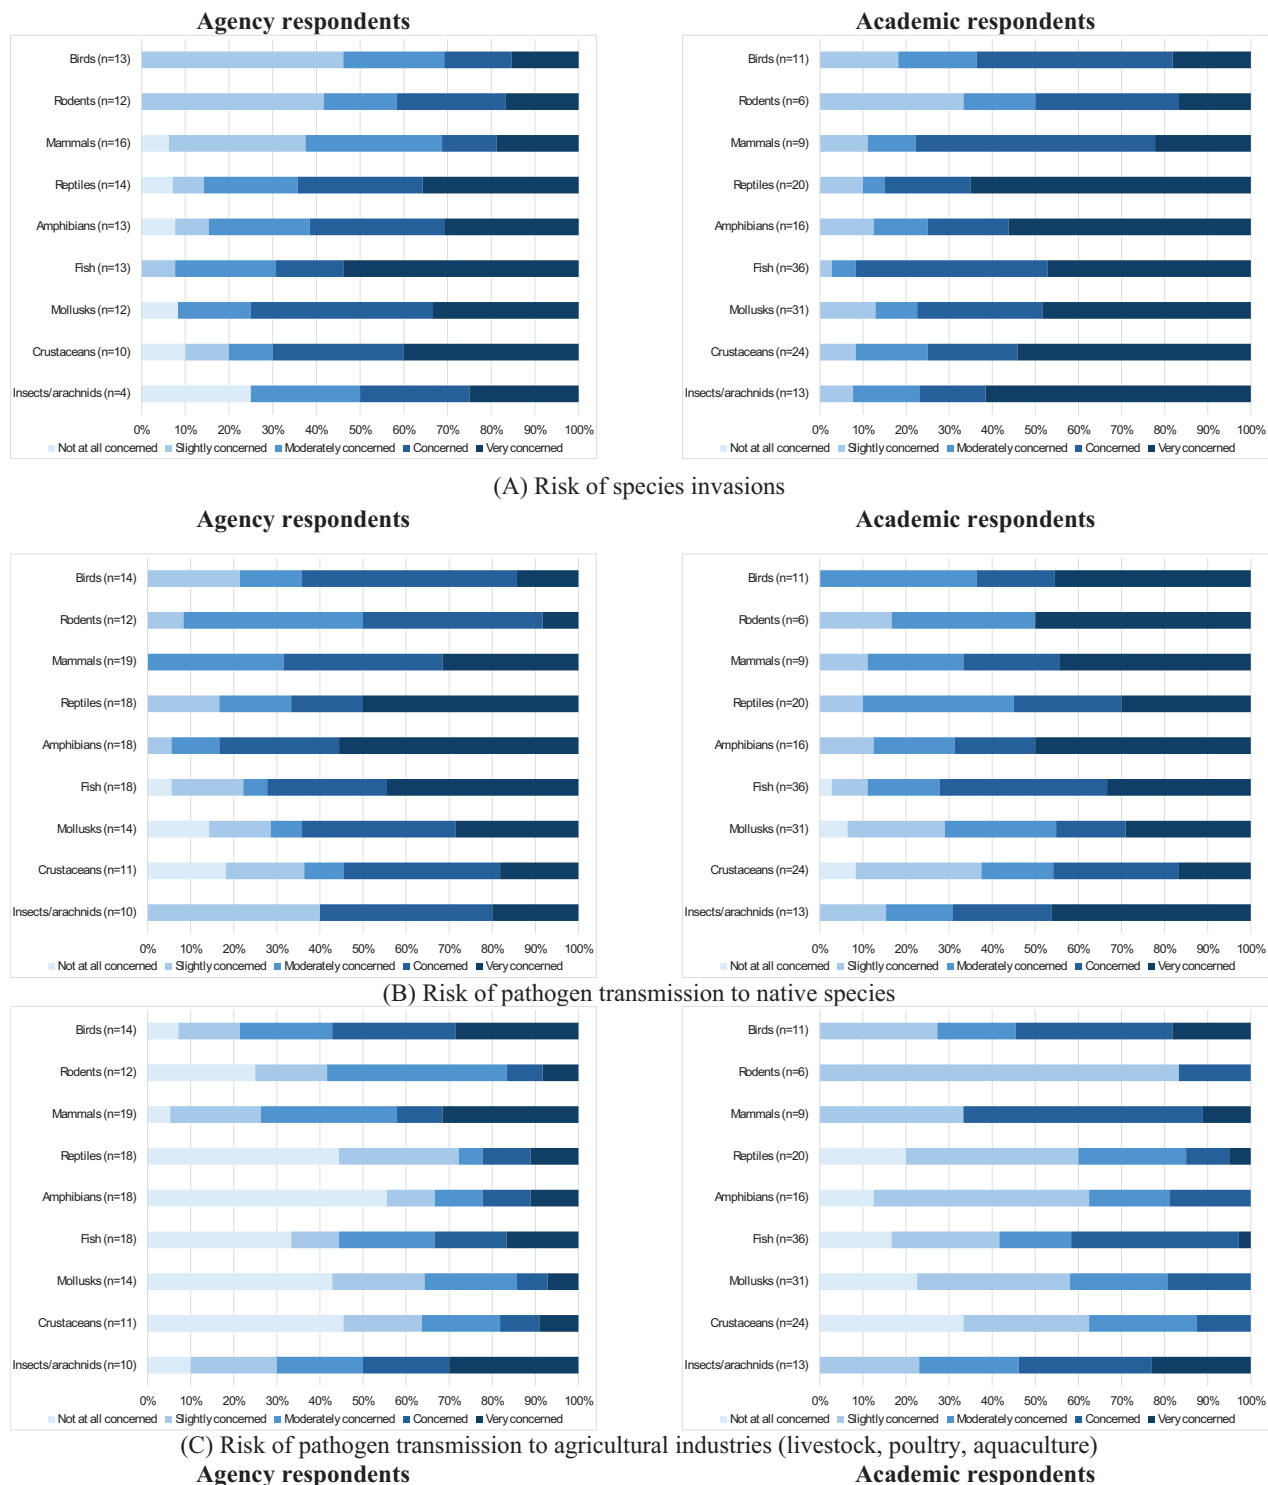 Agency respondents
Academic respondents
Birds (n=13)
Rodents (n=12)
Mammals (n=16)
Reptiles (n=14)
Amphibians (n=13)
Fish (n=13)
Mollusks (n=12)
Crustaceans (n=10)
Insects/arachnids (n=4)
0% 10% 20% 30% 40% 50% 60% 70% 80% 90% 100%
Not at all concerned Slightly concerned Moderately concerned Concerned Very concerned
Birds (n=11)
Rodents (n=6)
Mammals (n=9)
Reptiles (n=20)
Amphibians (n=16)
Fish (n=36)
Mollusks (n=31)
Crustaceans (n=24)
Insects/arachnids (n=13)
0% 10% 20% 30% 40% 50% 60% 70% 80% 90% 100%
Not at all concerned Slightly concerned Moderately concerned Concerned Very concerned
(A) Risk of species invasions
Agency respondents
Academic respondents
Birds (n=14)
Rodents (n=12)
Mammals (n=19)
Reptiles (n=18)
Amphibians (n=18)
Fish (n=18)
Mollusks (n=14)
Crustaceans (n=11)
Insects/arachnids (n=10)
0% 10% 20% 30% 40% 50% 60% 70% 80% 90% 100%
Not at all concerned Slightly concerned Moderately concerned Concerned Very concerned
Birds (n=11)
Rodents (n=6)
Mammals (n=9)
Reptiles (n=20)
Amphibians (n=16)
Fish (n=36)
Mollusks (n=31)
Crustaceans (n=24)
Insects/arachnids (n=13)
0% 10% 20% 30% 40% 50% 60% 70% 80% 90% 100%
Not at all concerned Slightly concerned Moderately concerned Concerned Very concerned
(B) Risk of pathogen transmission to native species
Birds (n=14)
Rodents (n=12)
Mammals (n=19)
Reptiles (n=18)
Amphibians (n=18)
Fish (n=18)
Mollusks (n=14)
Crustaceans (n=11)
Insects/arachnids (n=10)
0% 10% 20% 30% 40% 50% 60% 70% 80% 90% 100%
Not at all concerned Slightly concerned Moderately concerned Concerned Very concerned
Birds (n=11)
Rodents (n=6)
Mammals (n=9)
Reptiles (n=20)
Amphibians (n=16)
Fish (n=36)
Mollusks (n=31)
Crustaceans (n=24)
Insects/arachnids (n=13)
0% 10% 20% 30% 40% 50% 60% 70% 80% 90% 100%
Not at all concerned Slightly concerned Moderately concerned Concerned Very concerned
(C) Risk of pathogen transmission to agricultural industries (livestock, poultry, aquaculture)
Agency respondents
Academic respondents